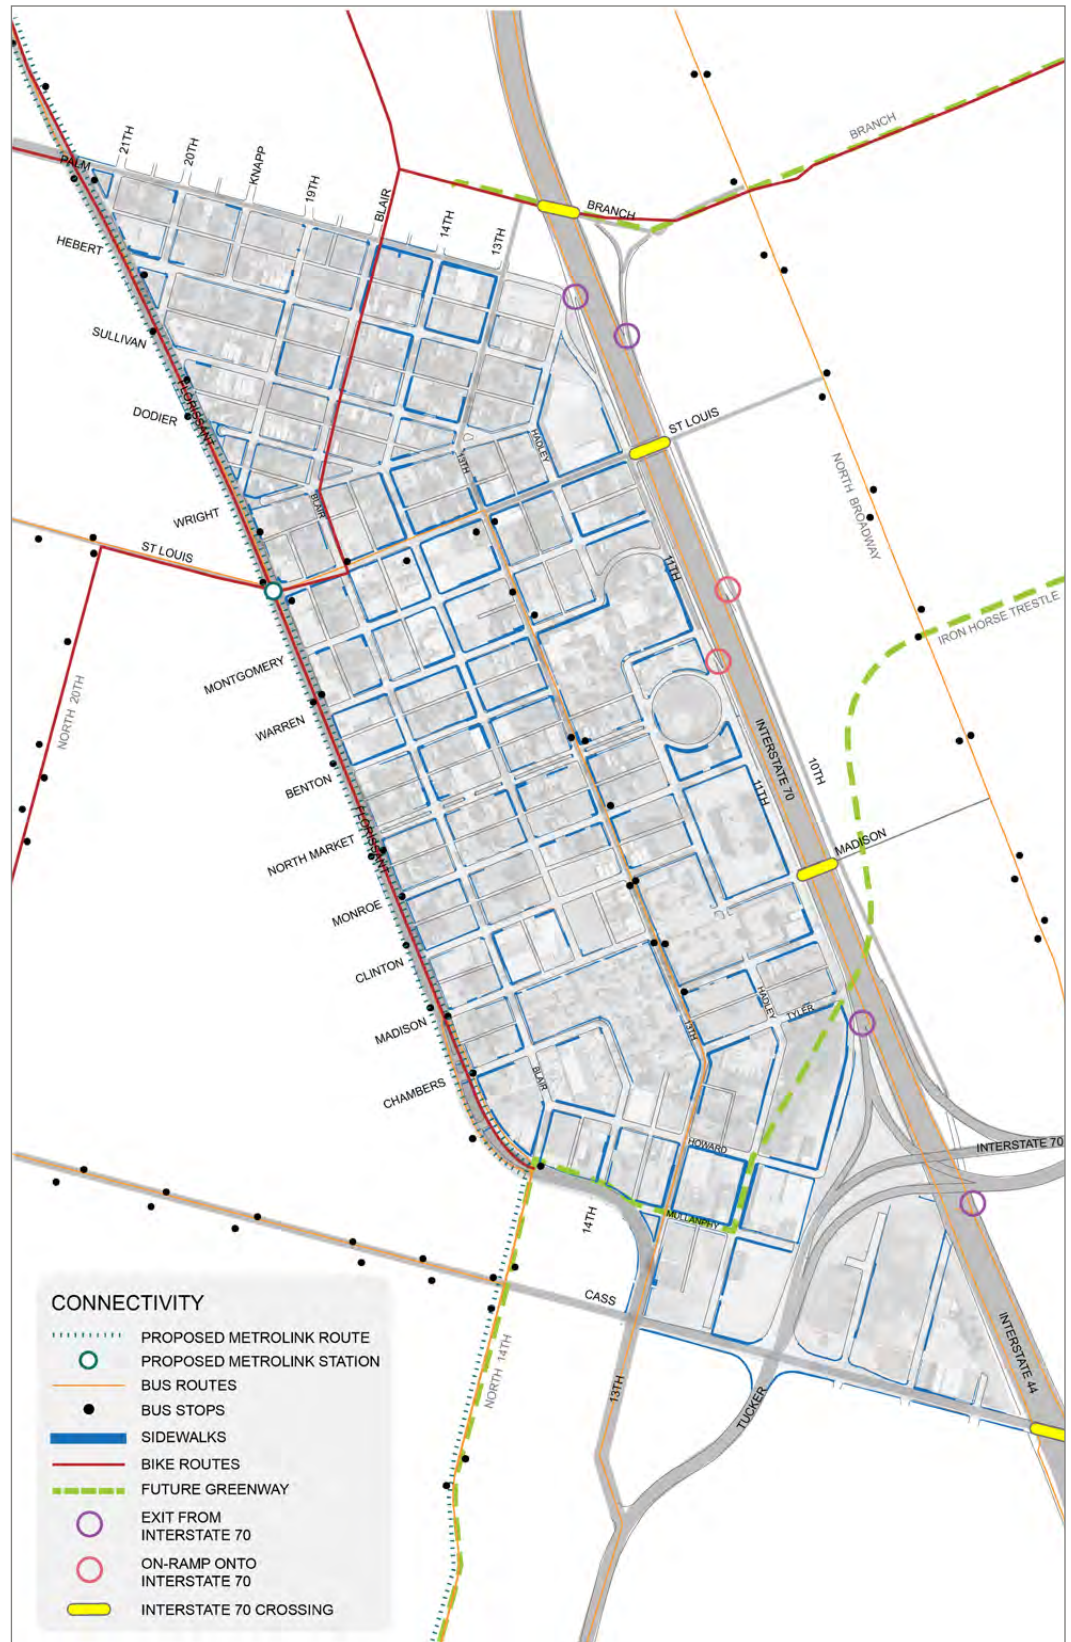 BRANCH
21TH
20TH
KNAPP
19TH
BLAIR
14TH
13TH
PALM
BRANCH
HEBERT
SULLIVAN
DODIER
FLORISSANT
ST LOUIS
HADLEY
13TH
NORTH BROADWAY
WRIGHT
BLAIR
ST LOUIS
11TH
IRON HORSE TRESTLE
MONTGOMERY
NORTH 20TH
WARREN
INTERSTATE 70
10TH
BENTON
11TH
NORTH MARKET
FLORISSANT
MADISON
MONROE
CLINTON
MADISON
HADLEY
TYLER
13TH
CHAMBERS
BLAIR
HOWARD
INTERSTATE 70
14TH
MULLANPHY
CASS
NORTH 14TH
13TH
TUCKER
INTERSTATE 44
CONNECTIVITY
PROPOSED METROLINK ROUTE
PROPOSED METROLINK STATION
BUS ROUTES
BUS STOPS
SIDEWALKS
BIKE ROUTES
FUTURE GREENWAY
EXIT FROM
INTERSTATE 70
ON-RAMP ONTO
INTERSTATE 70
INTERSTATE 70 CROSSING